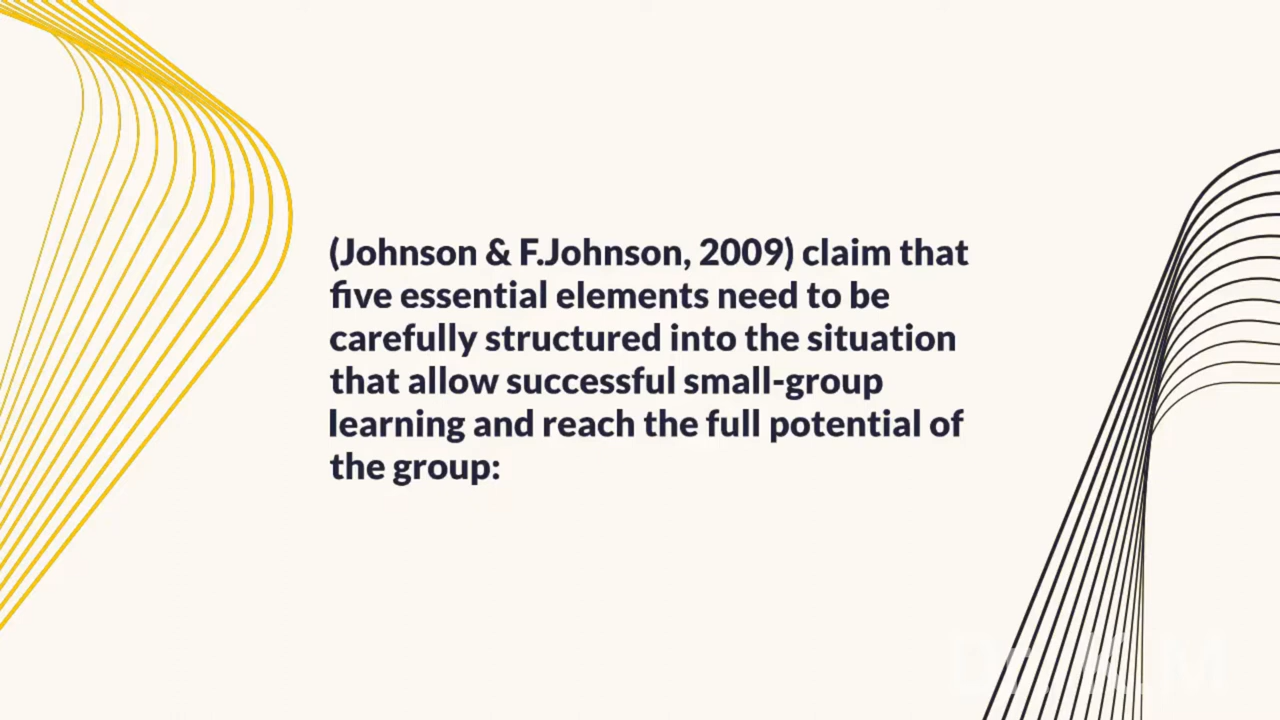 (Johnson & F.Johnson, 2009) claim that
five essential elements need to be
carefully structured into the situation
that allow successful small-group
learning and reach the full potential of
the group: